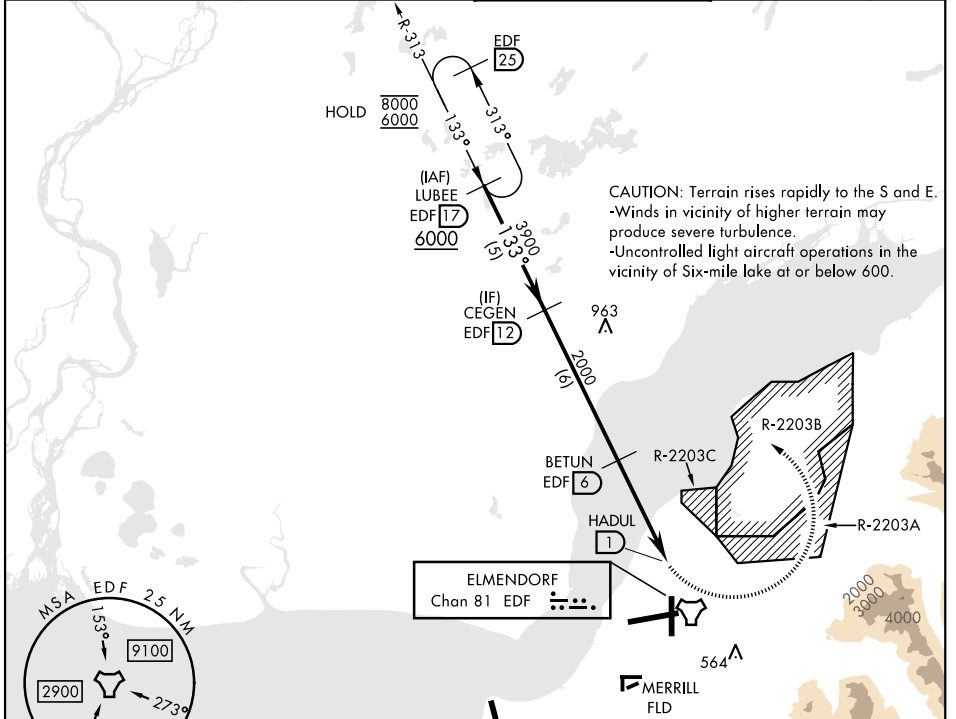 R-313
EDF
25
HOLD 8000
6000
133°
313°
(IAF)
LUBEE
EDF 17
6000
3900
133°
(5)
CAUTION: Terrain rises rapidly to the S and E.
-Winds in vicinity of higher terrain may
produce severe turbulence.
-Uncontrolled light aircraft operations in the
vicinity of Six-mile lake at or below 600.
(IF)
CEGEN
EDF 12
963
2000
(6)
R-2203B
BETUN
EDF 6
R-2203C
HADUL
1
R-2203A
ELMENDORF
Chan 81 EDF
2000
3000
4000
MSA EDF 25 NM
153°
9100
2900
273°
564
MERRILL
FLD